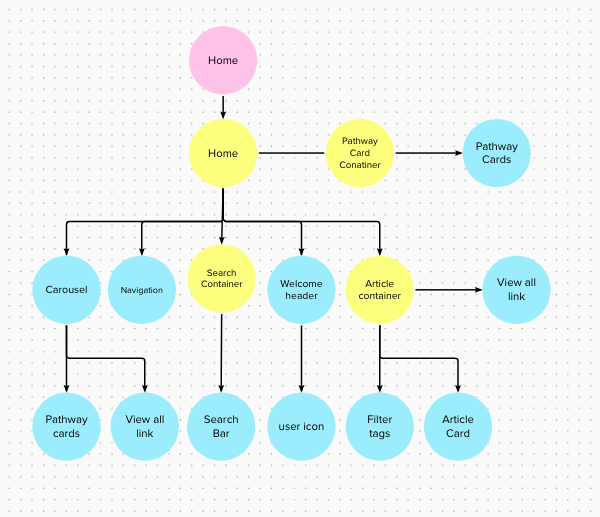 Home
Home
Pathway
Card
Conatiner
Pathway
Cards
Carousel
Navigation
Search
Container
Welcome
header
Article
container
View all
link
Pathway
cards
View all
link
Search
Bar
user icon
Filter
tags
Article
Card